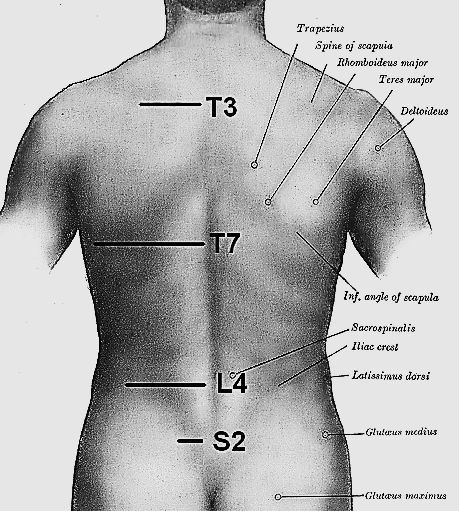 Trapezius
Spine of scapula
Rhomboideus major
Teres major
Deltoideus
T3
T7
Inf. angle of scapula
Sacrospinalis
Iliac crest
Latissimus dorsi
L4
Glutæus medius
S2
Glutæus maximus